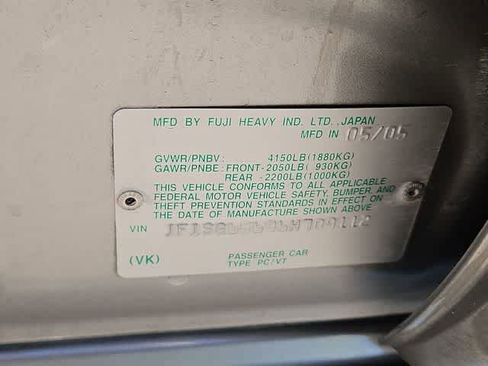 MFD BY FUJI HEAVY IND. LTD., JAPAN
MFD IN 05/05
GVWR/PNBV: 4150LB(1880KG)
GAWR/PNBE: FRONT-2050LB( 930KG)
REAR -2200LB(1000KG)
THIS VEHICLE CONFORMS TO ALL APPLICABLE
FEDERAL MOTOR VEHICLE SAFETY, BUMPER, AND
THEFT PREVENTION STANDARDS IN EFFECT ON
THE DATE OF MANUFACTURE SHOWN ABOVE.
VIN
(VK) PASSENGER CAR
TYPE PC/VT